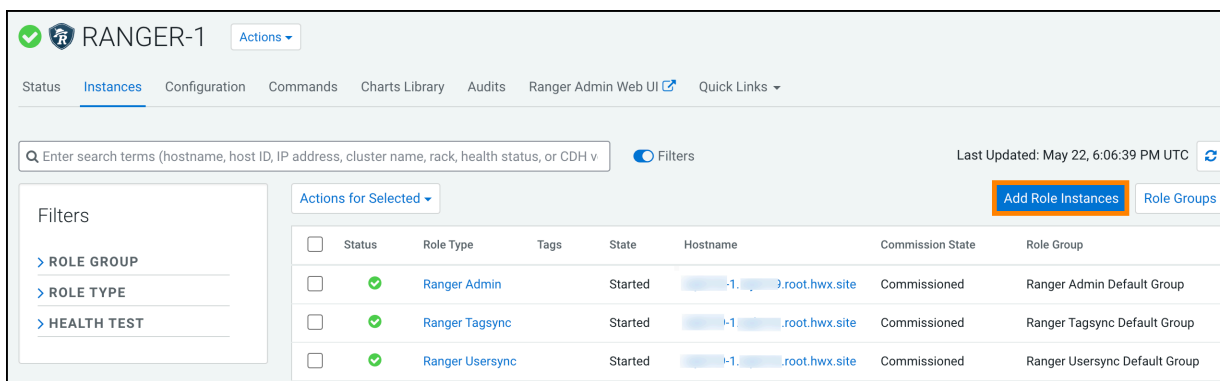 RANGER-1 Actions
Status Instances Configuration Commands Charts Library Audits Ranger Admin Web UI Quick Links
Enter search terms (hostname, host ID, IP address, cluster name, rack, health status, or CDH v Filters Last Updated: May 22, 6:06:39 PM UTC
Filters
ROLE GROUP
ROLE TYPE
HEALTH TEST
Actions for Selected Add Role Instances Role Groups
Status Role Type Tags State Hostname Commission State Role Group
Ranger Admin Started -1. 9.root.hwx.site Commissioned Ranger Admin Default Group
Ranger Tagsync Started -1. .root.hwx.site Commissioned Ranger Tagsync Default Group
Ranger Usersync Started -1. .root.hwx.site Commissioned Ranger Usersync Default Group